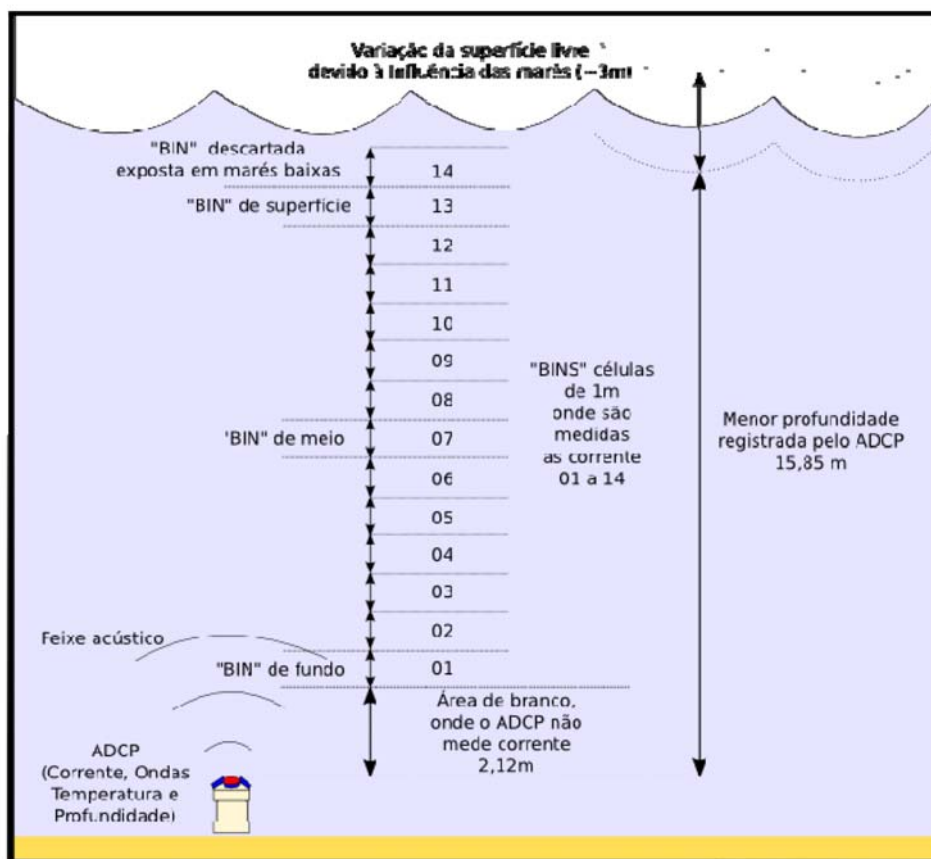 Variação da superfície livre
devido à Influência das marés (~3m)
"BIN" descartada
exposta em marés baixas
14
"BIN" de superfície
13
12
11
10
09
08
'BIN" de meio
07
06
05
04
03
02
"BIN" de fundo
01
"BINS" células
de 1m
onde são
medidas
as corrente
01 a 14
Menor profundidade
registrada pelo ADCP
15,85 m
Feixe acústico
Área de branco,
onde o ADCP não
mede corrente
2,12m
ADCP
(Corrente, Ondas
Temperatura e
Profundidade)